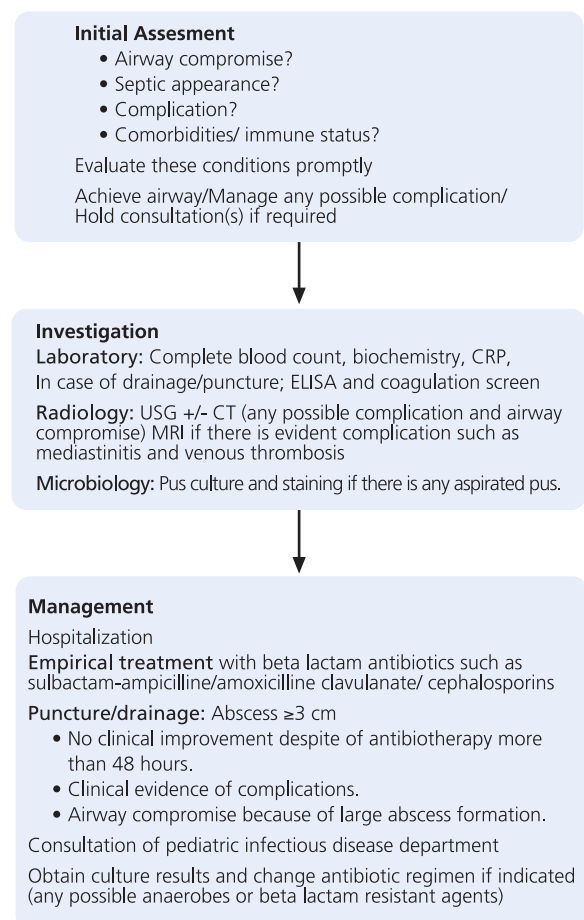 Initial Assesment
• Airway compromise?
• Septic appearance?
• Complication?
• Comorbidities/ immune status?
Evaluate these conditions promptly
Achieve airway/Manage any possible complication/
Hold consultation(s) if required
Investigation
Laboratory: Complete blood count, biochemistry, CRP,
In case of drainage/puncture; ELISA and coagulation screen
Radiology: USG +/- CT (any possible complication and airway
compromise) MRI if there is evident complication such as
mediastinitis and venous thrombosis
Microbiology: Pus culture and staining if there is any aspirated pus.
Management
Hospitalization
Empirical treatment with beta lactam antibiotics such as
sulbactam-ampicilline/amoxicilline clavulanate/ cephalosporins
Puncture/drainage: Abscess ≥3 cm
• No clinical improvement despite of antibiotherapy more
than 48 hours.
• Clinical evidence of complications.
• Airway compromise because of large abscess formation.
Consultation of pediatric infectious disease department
Obtain culture results and change antibiotic regimen if indicated
(any possible anaerobes or beta lactam resistant agents)